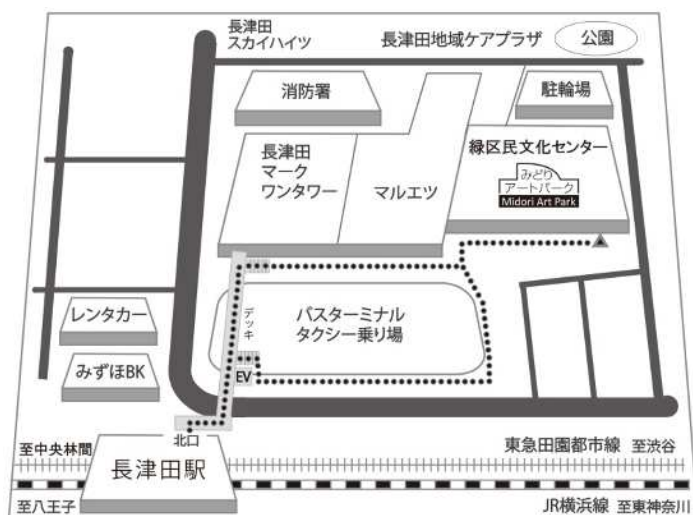 長津田
スカイハイツ
長津田地域ケアプラザ
公園
消防署
駐輪場
長津田
マーク
ワンタワー
マルエツ
緑区民文化センター
みどり
アートパーク
Midori Art Park
レンタカー
みずほBK
デッキ
バスターミナル
タクシー乗り場
EV
北口
至中央林間
長津田駅
東急田園都市線 至渋谷
至八王子
JR横浜線 至東神奈川